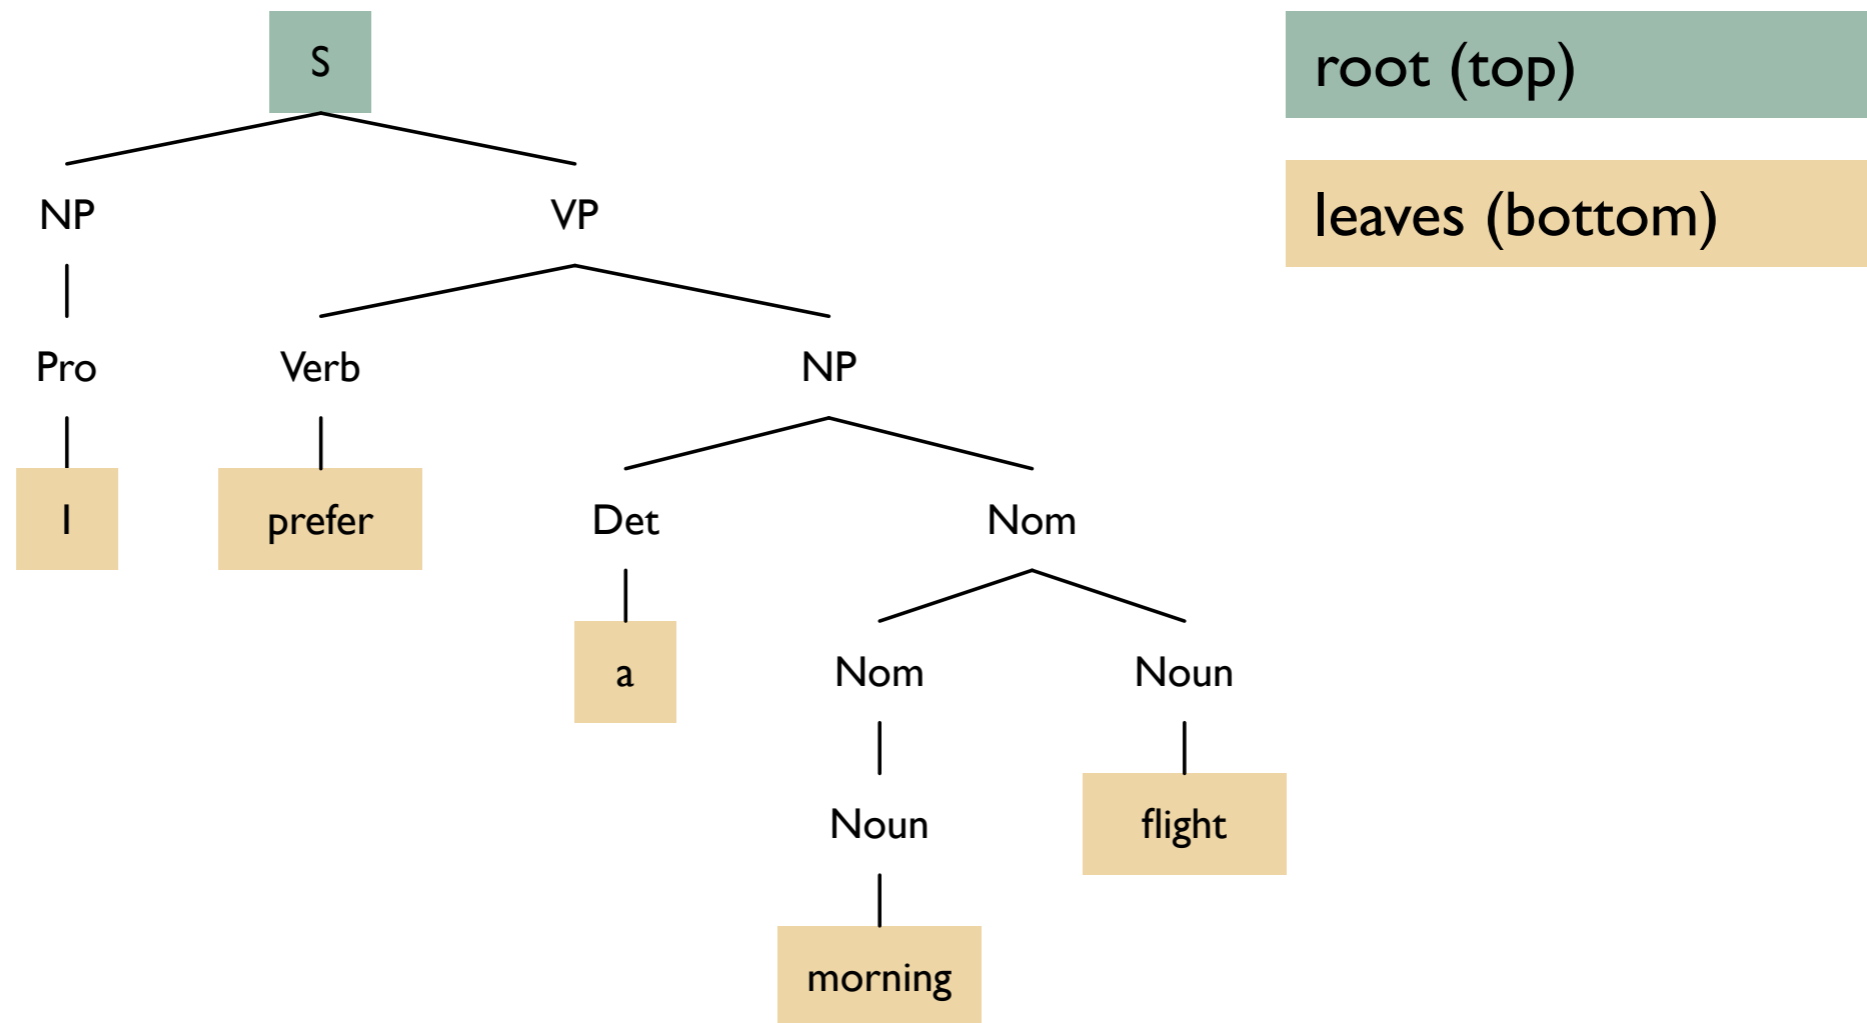 S
root (top)
NP VP
leaves (bottom)
Pro Verb NP
I prefer Det Nom
a Nom Noun
Noun flight
morning